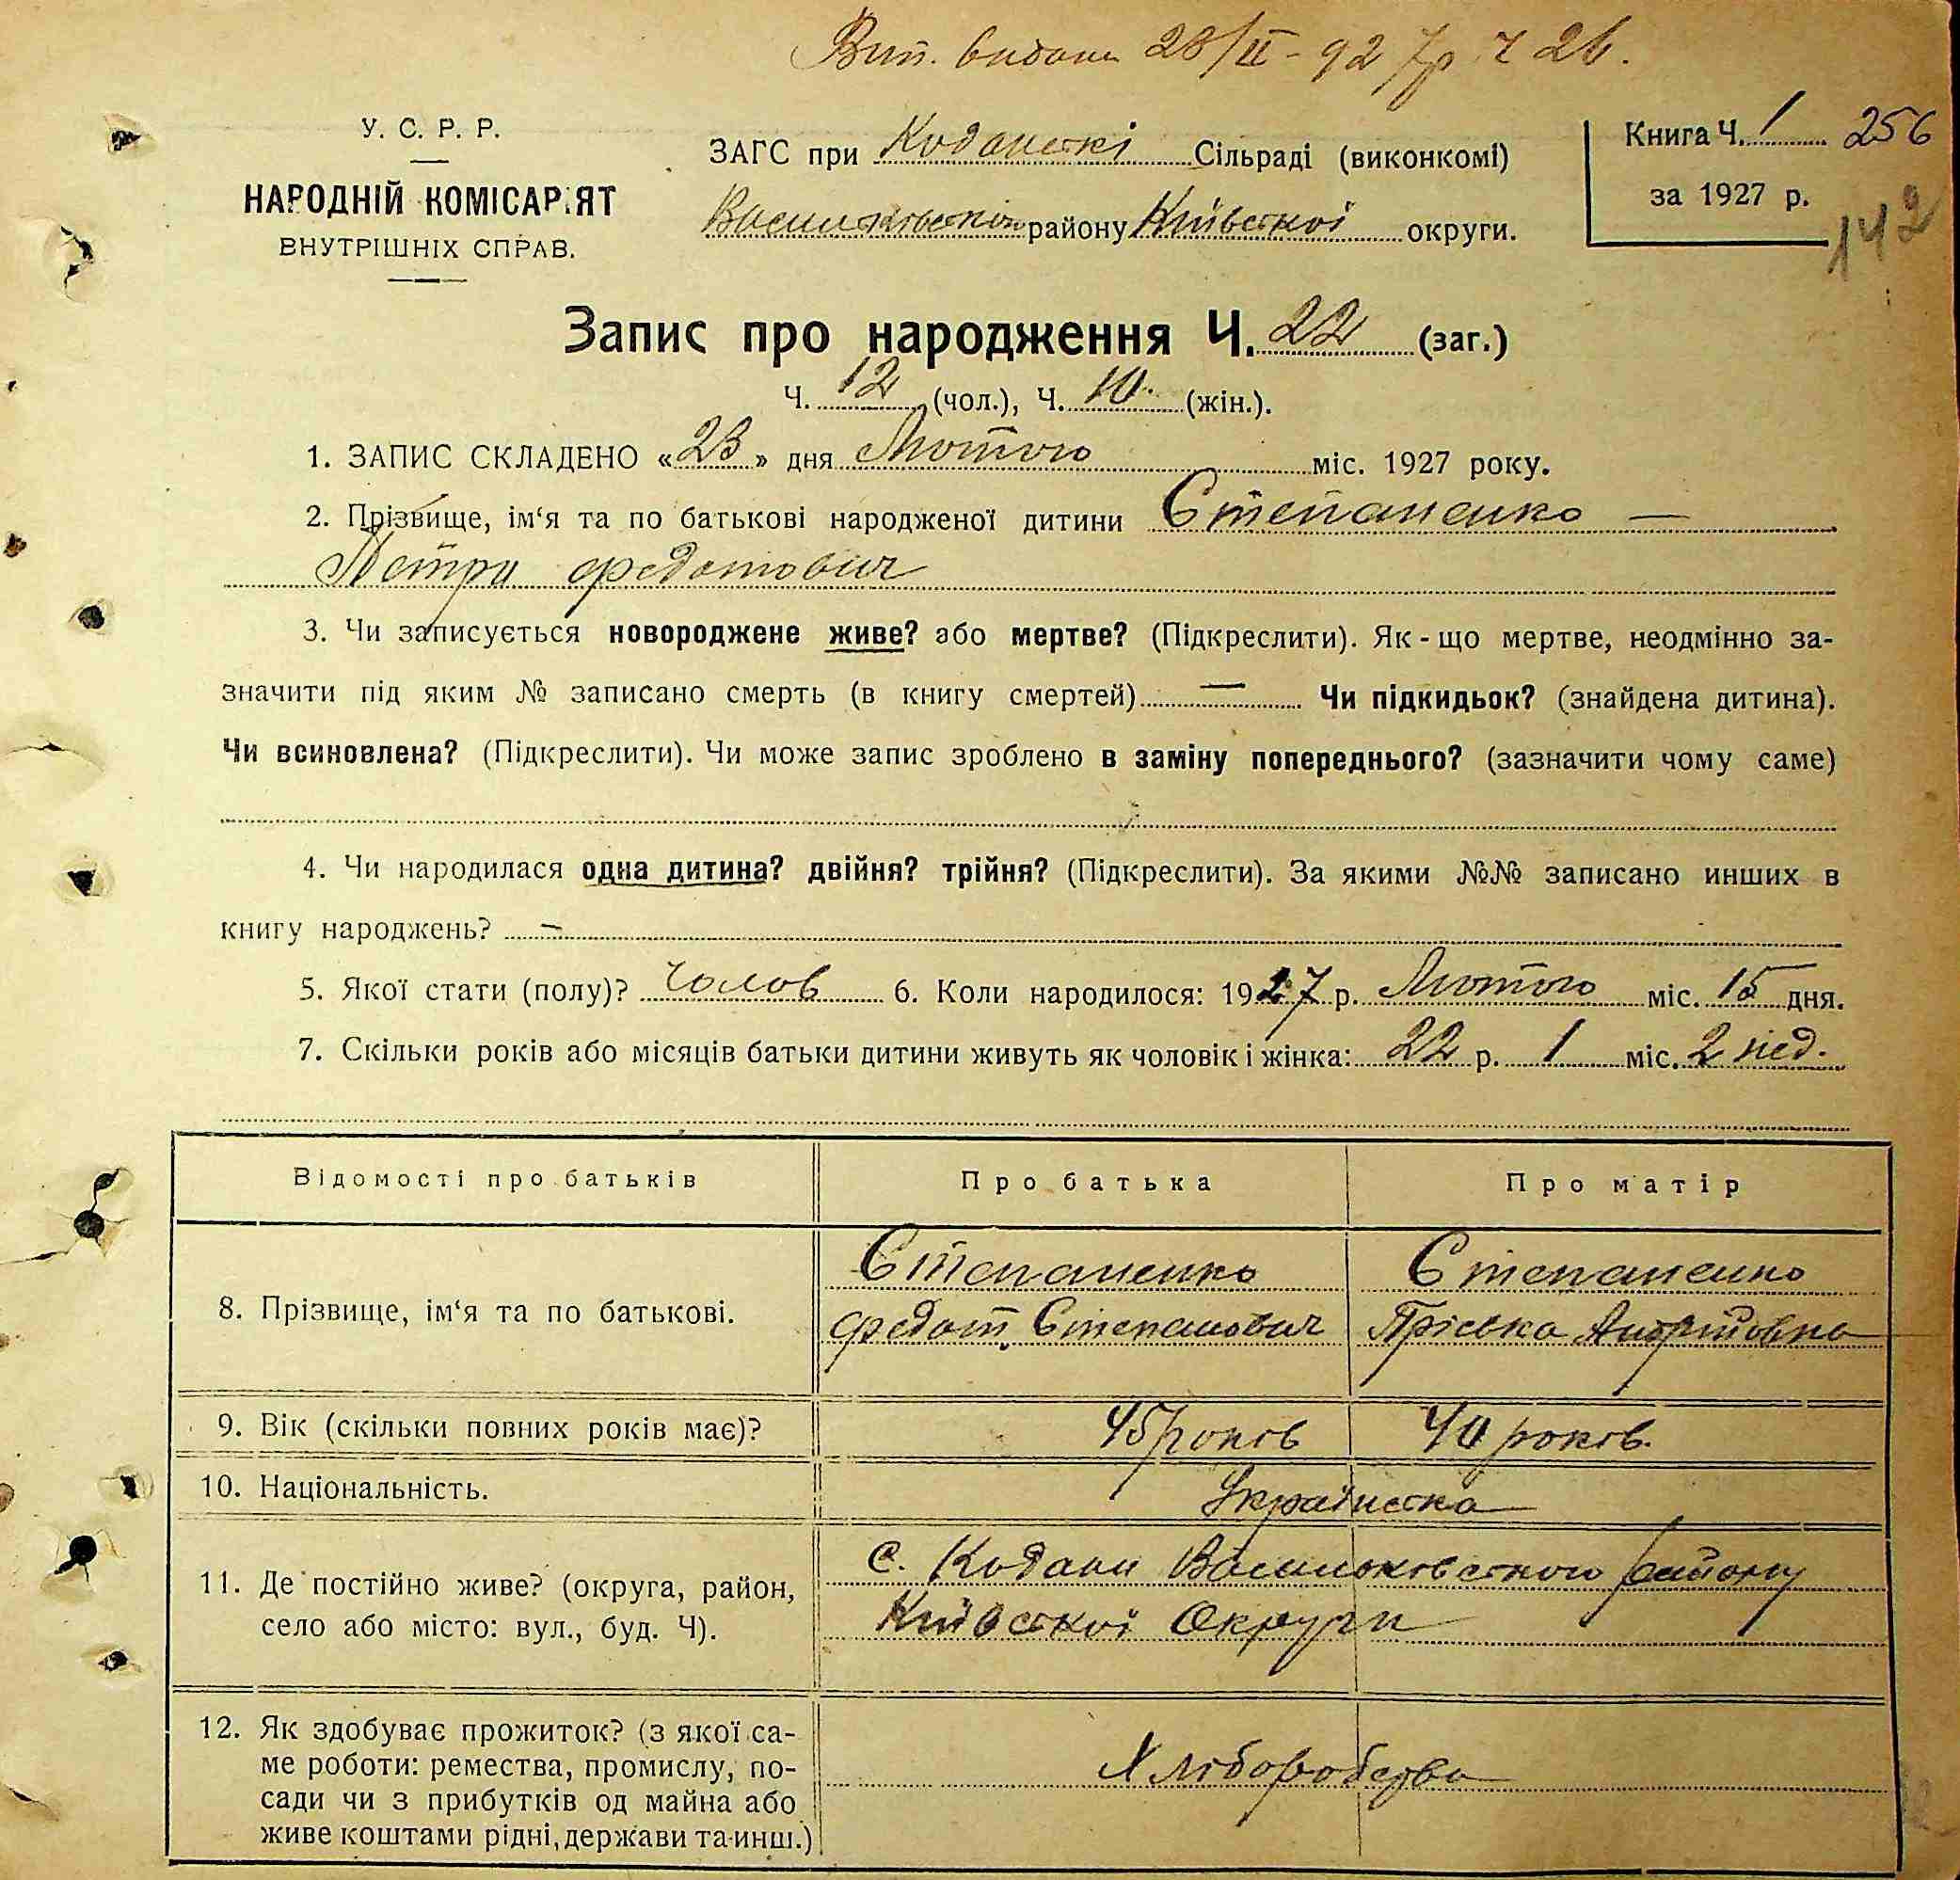 Вип. видана 28/II - 927р Ч 26.
У. С. Р. Р.
НАРОДНІЙ КОМІСАР'ЯТ
ВНУТРІШНІХ СПРАВ.
ЗАГС при Коданскі Сільраді (виконкомі)
району Київської округи.
Книга Ч. 1 256
за 1927 р.
142
Запис про народження Ч. 22 (заг.)
Ч. 12 (чол.), Ч. 10 (жін.).
1. ЗАПИС СКЛАДЕНО «23» дня Лютого міс. 1927 року.
2. Прізвище, ім‘я та по батькові народженої дитини Степаненко —
Петро Федотович
3. Чи записується новороджене живе? або мертве? (Підкреслити). Як - що мертве, неодмінно за-
значити під яким № записано смерть (в книгу смертей) — Чи підкидьок? (знайдена дитина).
Чи всиновлена? (Підкреслити). Чи може запис зроблено в заміну попереднього? (зазначити чому саме)
4. Чи народилася одна дитина? двійня? трійня? (Підкреслити). За якими №№ записано инших в
книгу народжень? —
5. Якої стати (полу)? Чолов 6. Коли народилося: 1927 р. Лютого міс. 15 дня.
7. Скільки років або місяців батьки дитини живуть як чоловік і жінка: 22 р. 1 міс. 2 нед.
Відомості про батьків Про батька Про матір
8. Прізвище, ім‘я та по батькові.
Степаненко
Федот Степанович
Степаненко
Пріська
9. Вік (скільки повних років має)? 45 років 40 років.
10. Національність. Українська
11. Де постійно живе? (округа, район,
село або місто: вул., буд. Ч).
С. Кодаки Васильковського району
Київської Округи
12. Як здобуває прожиток? (з якої са-
ме роботи: ремества, промислу, по-
сади чи з прибутків од майна або
живе коштами рідні, держави та инш.)
Хліборобство